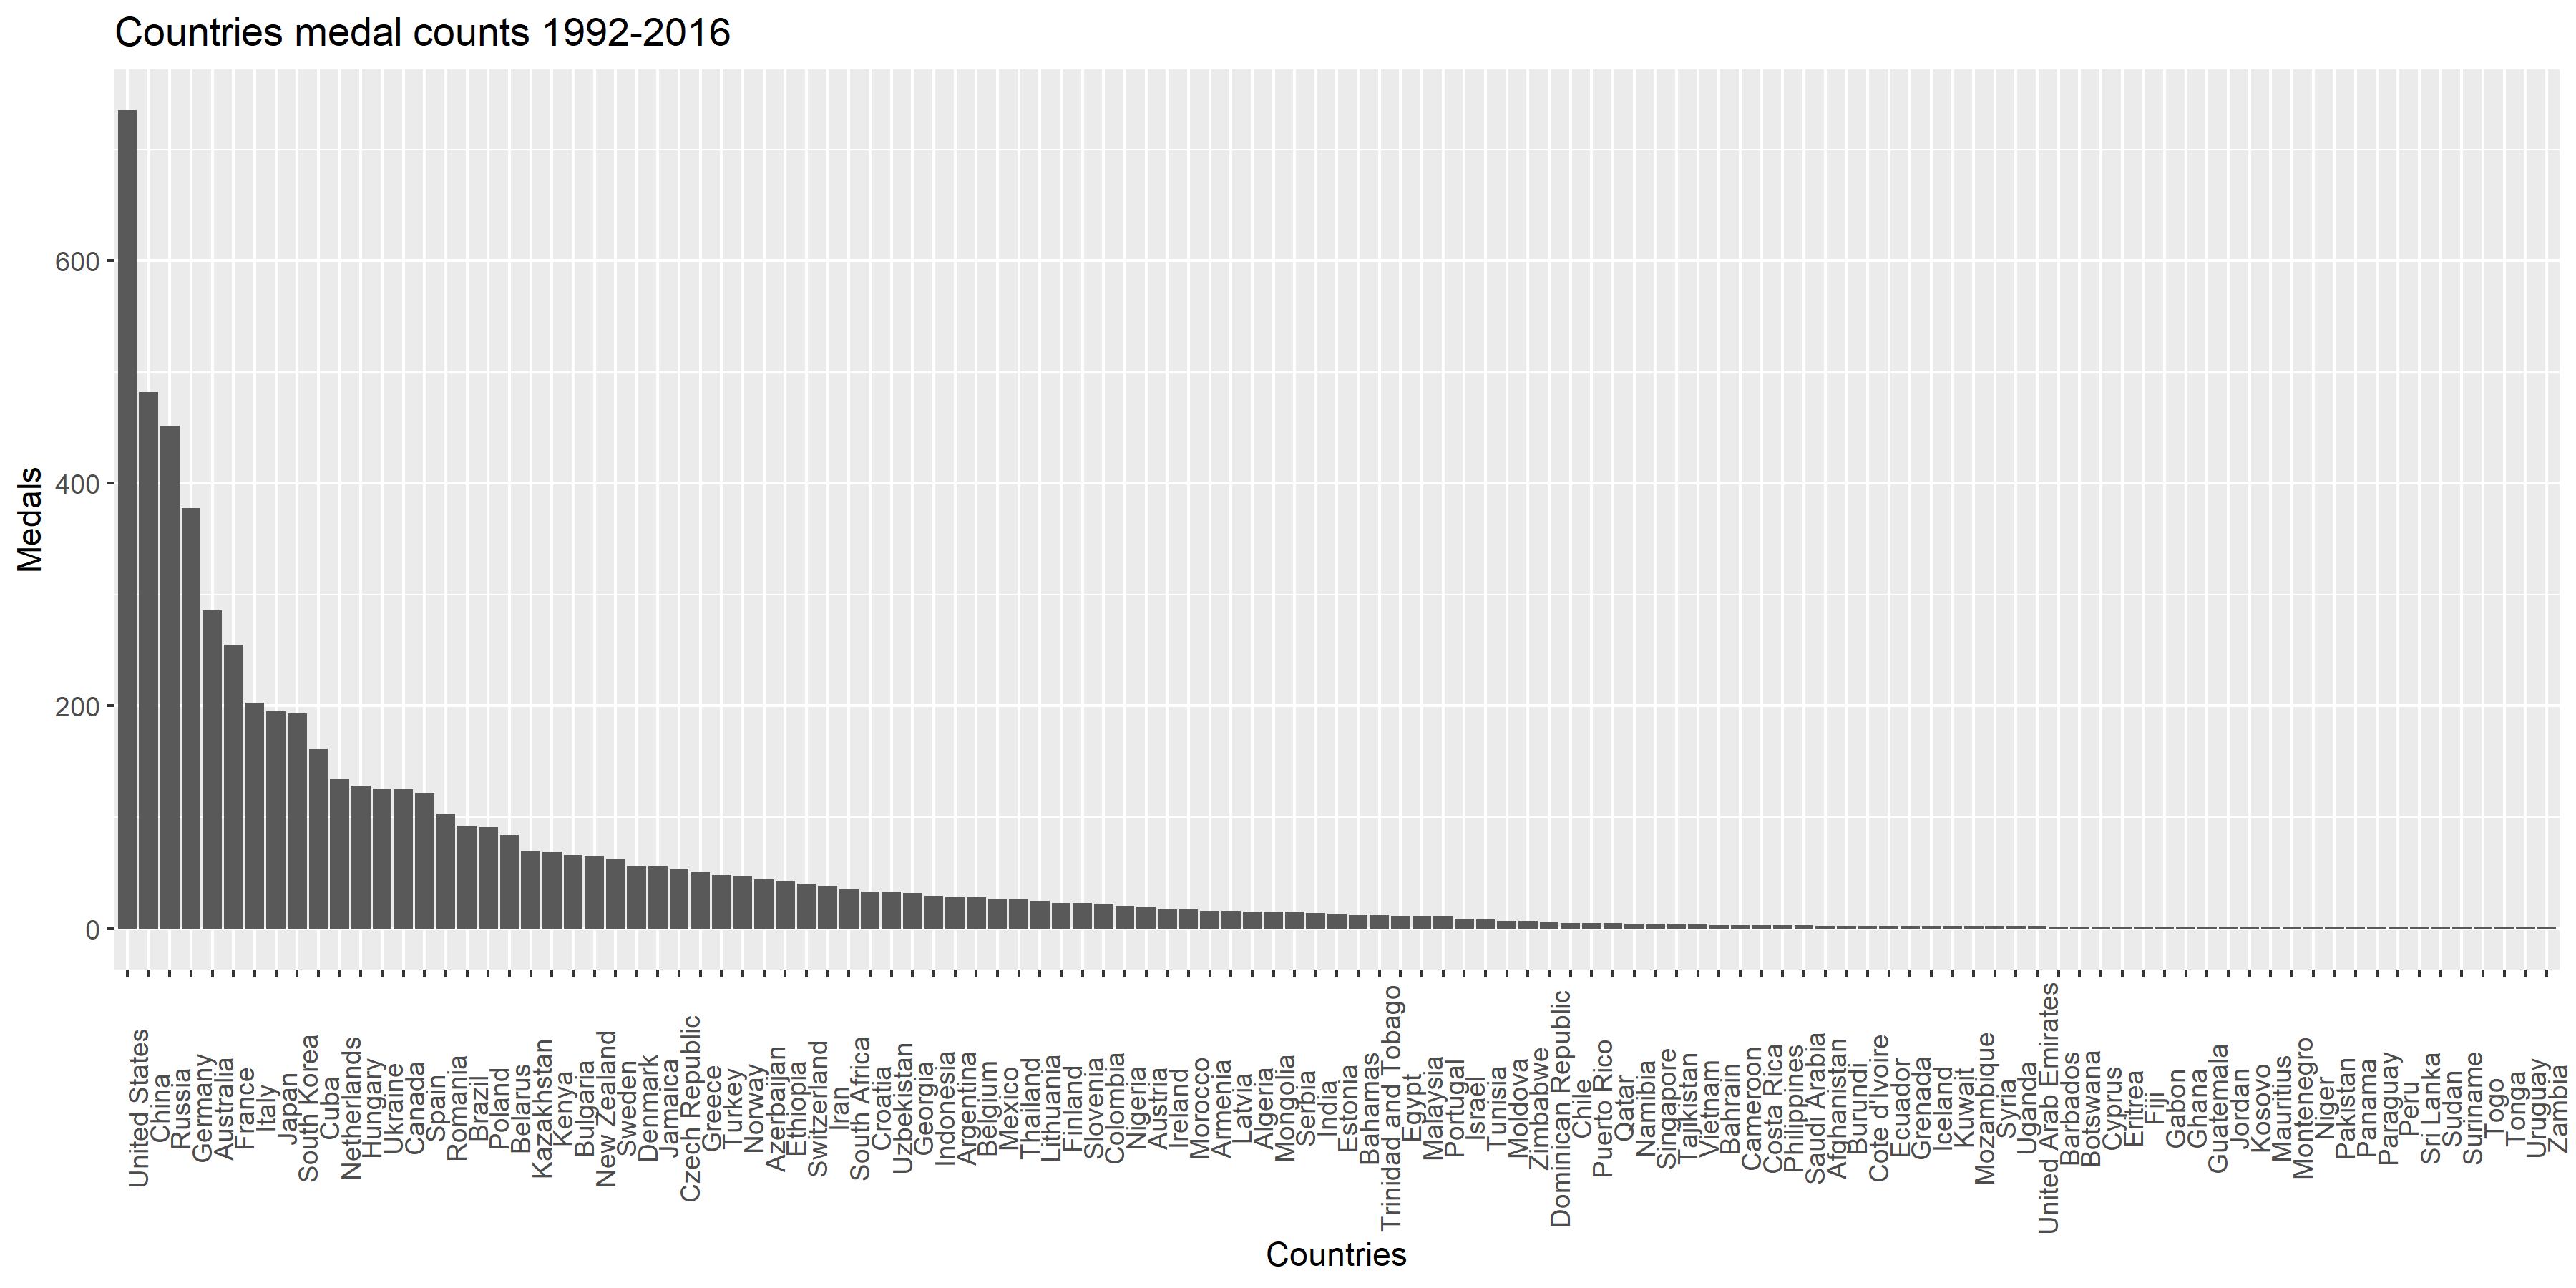 Countries medal counts 1992-2016
Medals
600
400
200
0
United States
China
Russia
Germany
Australia
France
Italy
Japan
South Korea
Cuba
Netherlands
Hungary
Ukraine
Canada
Spain
Romania
Brazil
Poland
Belarus
Kazakhstan
Kenya
Bulgaria
New Zealand
Sweden
Denmark
Jamaica
Czech Republic
Greece
Turkey
Norway
Azerbaijan
Ethiopia
Switzerland
Iran
South Africa
Croatia
Uzbekistan
Georgia
Indonesia
Argentina
Belgium
Mexico
Thailand
Lithuania
Finland
Slovenia
Colombia
Nigeria
Austria
Ireland
Morocco
Armenia
Latvia
Algeria
Mongolia
Serbia
India
Estonia
Bahamas
Trinidad and Tobago
Egypt
Malaysia
Portugal
Israel
Tunisia
Moldova
Zimbabwe
Dominican Republic
Chile
Puerto Rico
Qatar
Namibia
Singapore
Tajikistan
Vietnam
Bahrain
Cameroon
Costa Rica
Philippines
Saudi Arabia
Afghanistan
Burundi
Cote d'Ivoire
Ecuador
Grenada
Iceland
Kuwait
Mozambique
Syria
Uganda
United Arab Emirates
Barbados
Botswana
Cyprus
Eritrea
Fiji
Gabon
Ghana
Guatemala
Jordan
Kosovo
Mauritius
Montenegro
Niger
Pakistan
Panama
Paraguay
Peru
Sri Lanka
Sudan
Suriname
Togo
Tonga
Uruguay
Zambia
Countries